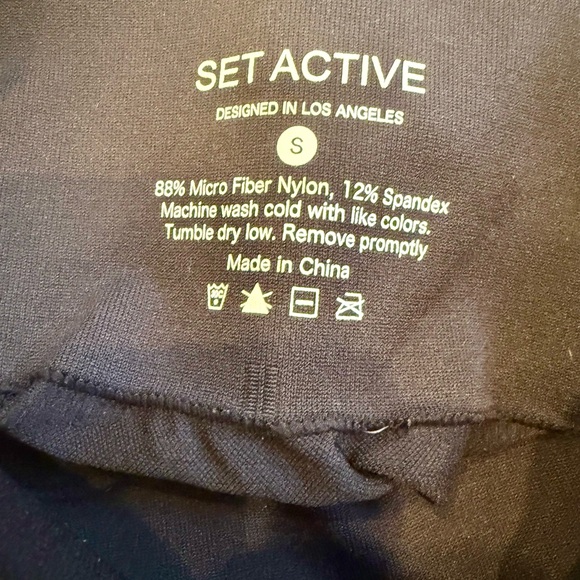 SET ACTIVE
DESIGNED IN LOS ANGELES
S
88% Micro Fiber Nylon, 12% Spandex
Machine wash cold with like colors.
Tumble dry low. Remove promptly
Made in China